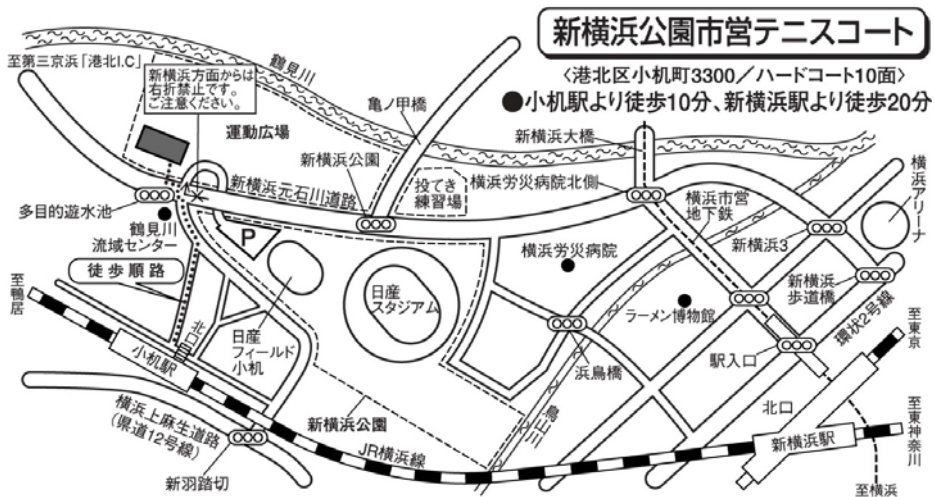 新横浜公園市営テニスコート
〈港北区小机町3300／ハードコート10面〉
●小机駅より徒歩10分、新横浜駅より徒歩20分
至第三京浜「港北I.C」
新横浜方面からは
右折禁止です。
ご注意ください。
鶴見川
亀ノ甲橋
運動広場
新横浜公園
新横浜元石川道路
投てき
練習場
新横浜大橋
横浜労災病院北側
横浜市営
地下鉄
横浜アリーナ
新横浜3
新横浜
歩道橋
多目的遊水池
鶴見川
流域センター
P
徒歩順路
日産
スタジアム
横浜労災病院
ラーメン博物館
環状2号線
至東京
至鴨居
北口
小机駅
日産
フィールド
小机
浜鳥橋
駅入口
鳥山川
北口
新横浜駅
至東神奈川
至横浜
新横浜公園
JR横浜線
横浜上麻生道路
(県道12号線)
新羽踏切